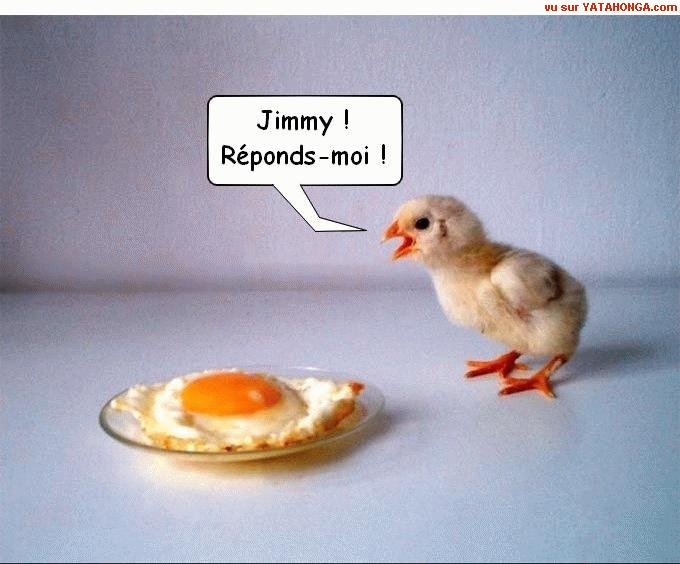 vu sur YATAHONGA.com
Jimmy !
Réponds-moi !